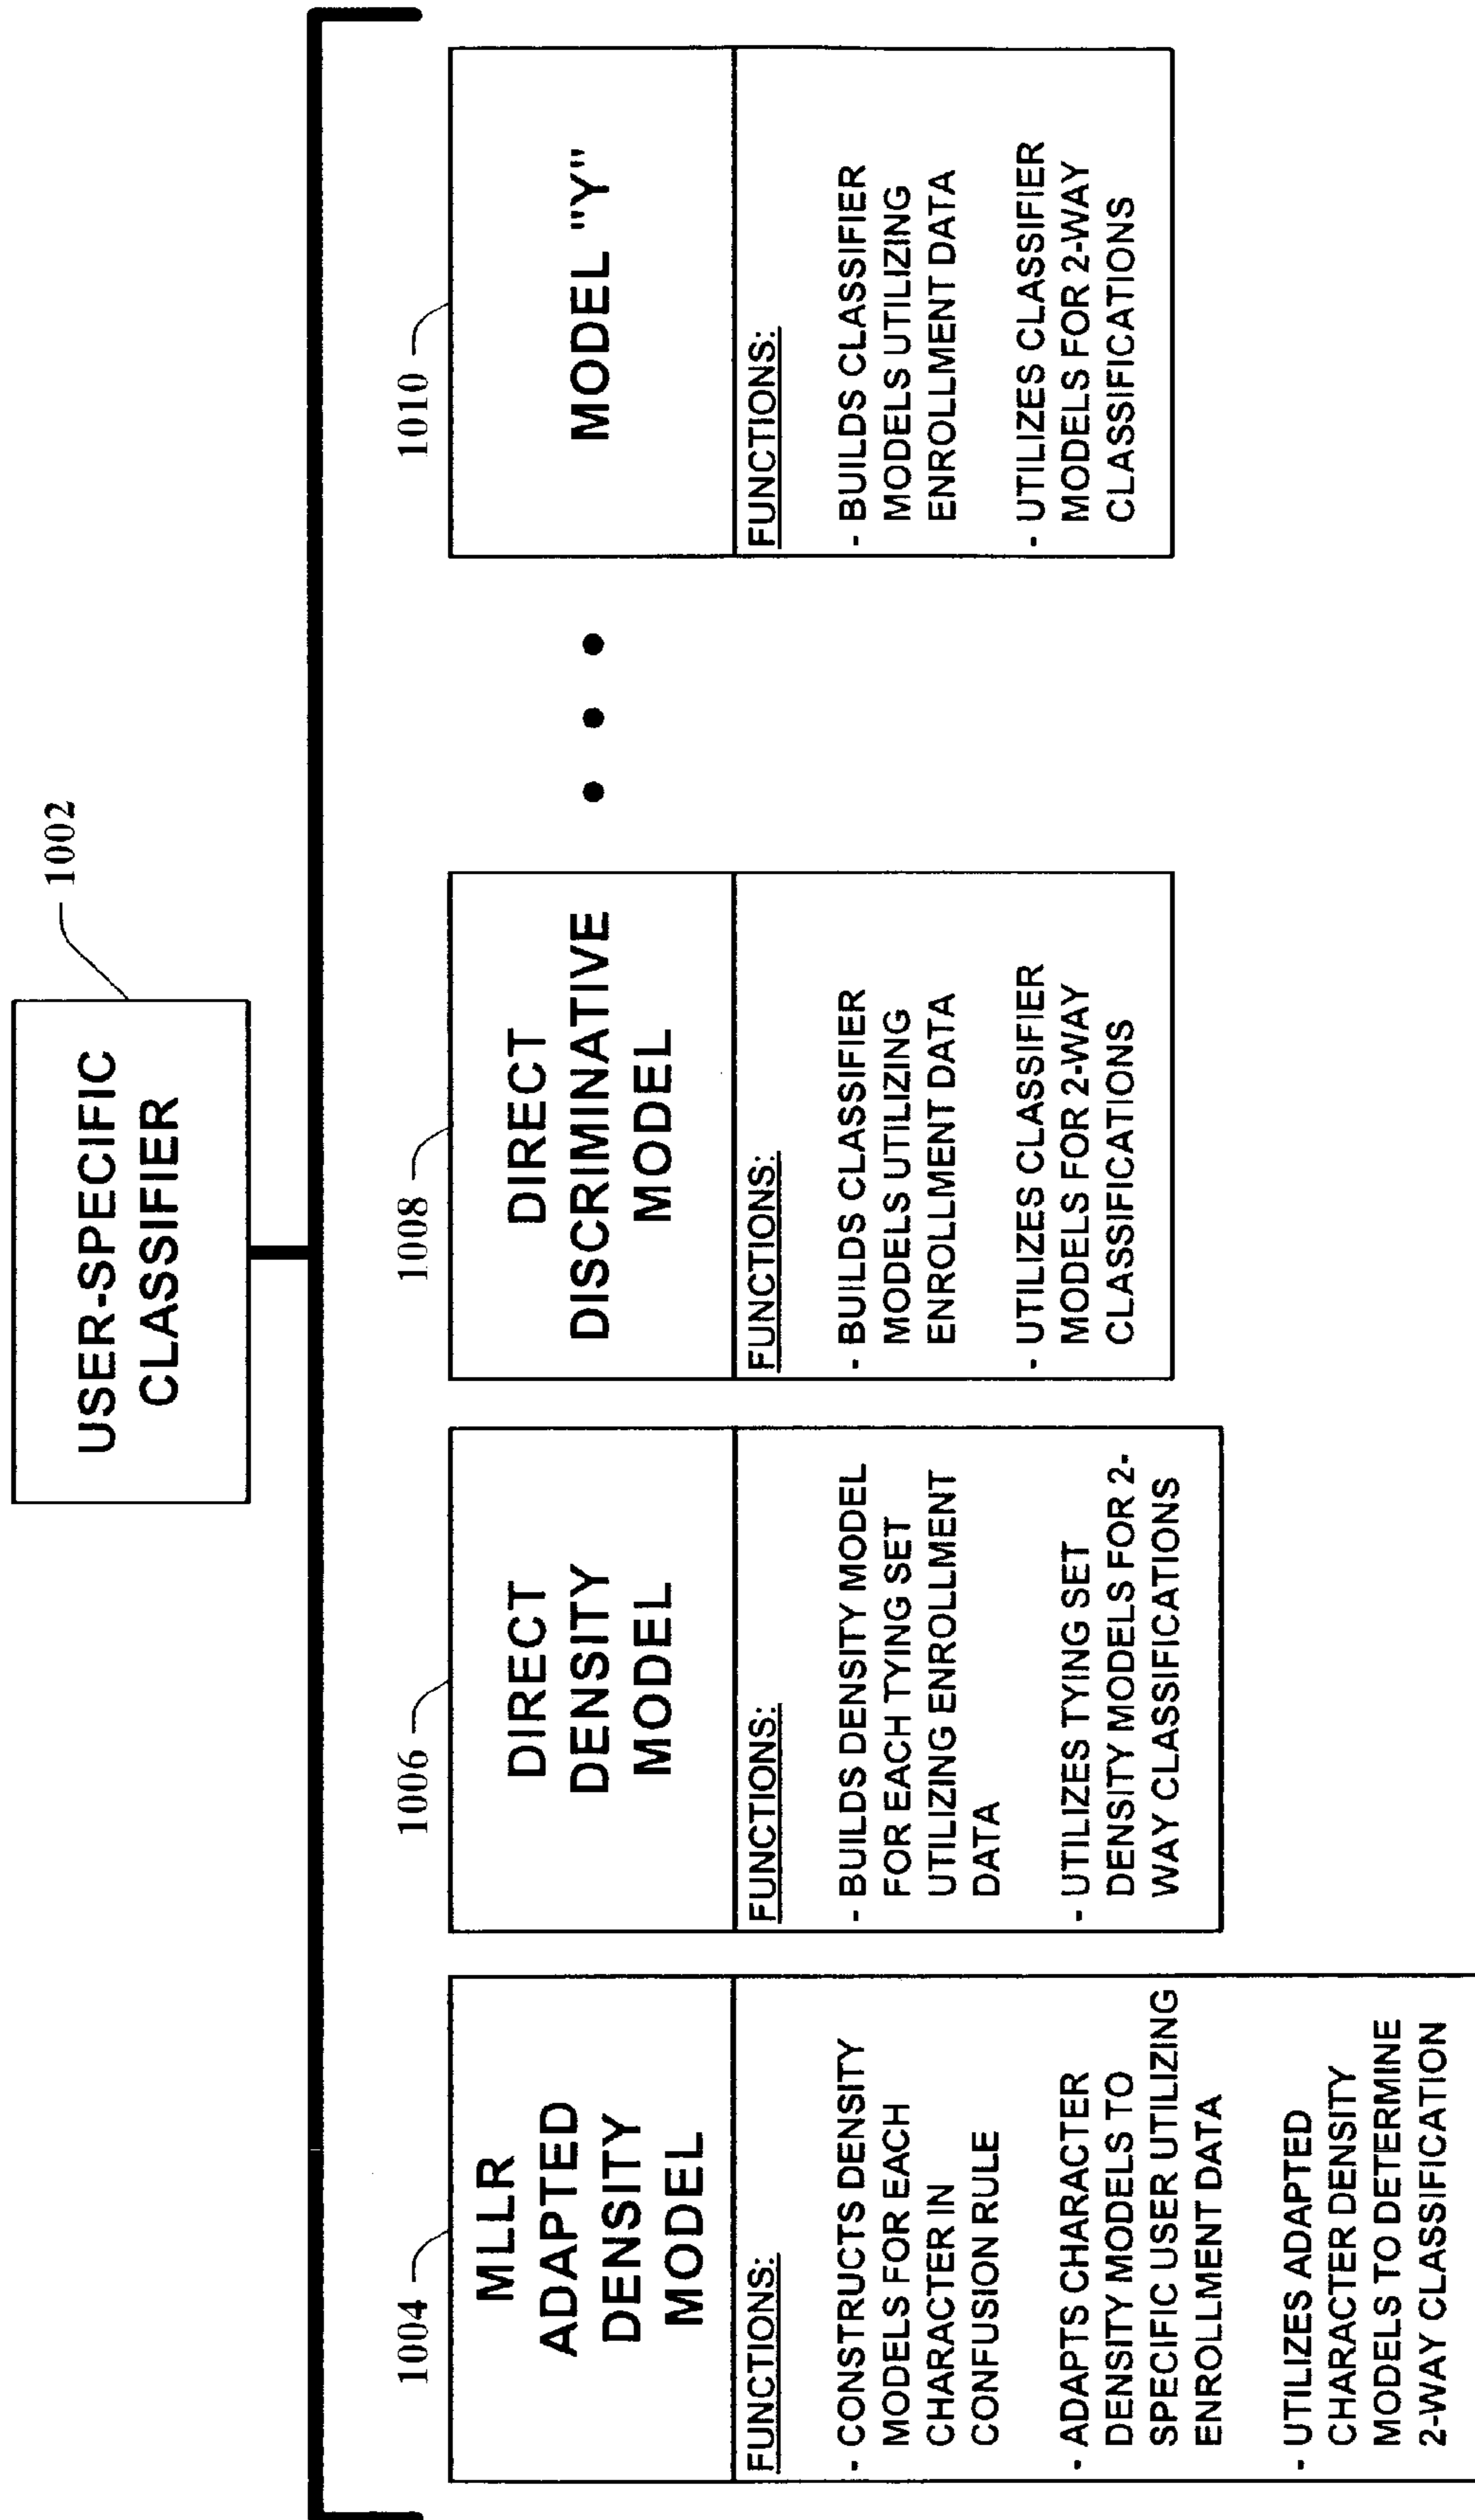 USER-SPECIFIC
CLASSIFIER
1002
1004
MLLR
ADAPTED
DENSITY
MODEL
FUNCTIONS:
- CONSTRUCTS DENSITY
MODELS FOR EACH
CHARACTER IN
CONFUSION RULE
- ADAPTS CHARACTER
DENSITY MODELS TO
SPECIFIC USER UTILIZING
ENROLLMENT DATA
- UTILIZES ADAPTED
CHARACTER DENSITY
MODELS TO DETERMINE
2-WAY CLASSIFICATION
1006
DIRECT
DENSITY
MODEL
FUNCTIONS:
- BUILDS DENSITY MODEL
FOR EACH TYING SET
UTILIZING ENROLLMENT
DATA
- UTILIZES TYING SET
DENSITY MODELS FOR 2-
WAY CLASSIFICATIONS
1008
DIRECT
DISCRIMINATIVE
MODEL
FUNCTIONS:
- BUILDS CLASSIFIER
MODELS UTILIZING
ENROLLMENT DATA
- UTILIZES CLASSIFIER
MODELS FOR 2-WAY
CLASSIFICATIONS
1010
MODEL "Y"
FUNCTIONS:
- BUILDS CLASSIFIER
MODELS UTILIZING
ENROLLMENT DATA
- UTILIZES CLASSIFIER
MODELS FOR 2-WAY
CLASSIFICATIONS